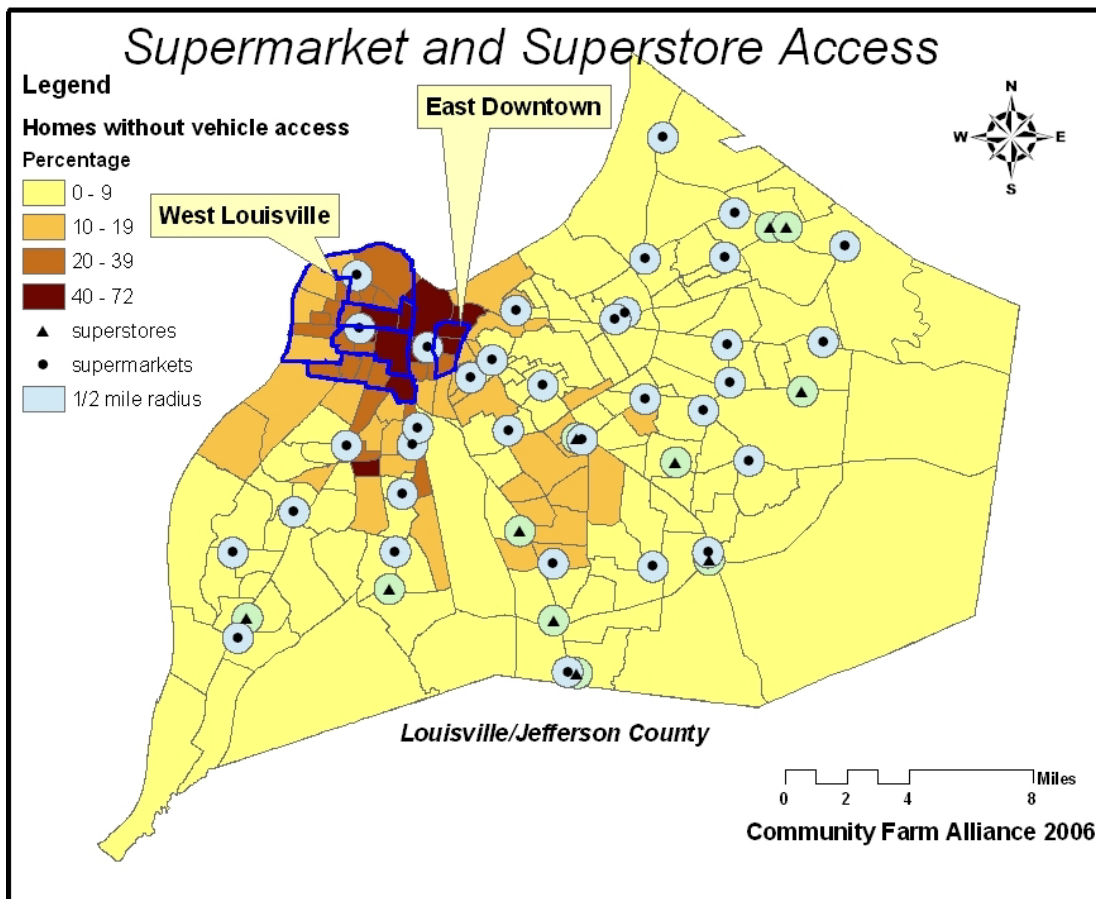 Supermarket and Superstore Access
Legend
Homes without vehicle access
Percentage
0 - 9
10 - 19
20 - 39
40 - 72
superstores
supermarkets
1/2 mile radius
East Downtown
West Louisville
N
W
E
S
Louisville/Jefferson County
Miles
0 2 4 8
Community Farm Alliance 2006